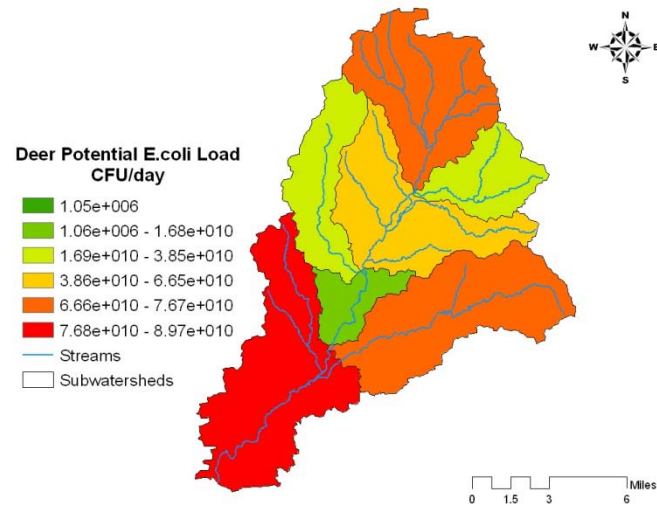 N
W E
S
Deer Potential E.coli Load
CFU/day
1.05e+006
1.06e+006 - 1.68e+010
1.69e+010 - 3.85e+010
3.86e+010 - 6.65e+010
6.66e+010 - 7.67e+010
7.68e+010 - 8.97e+010
Streams
Subwatersheds
Miles
0 1.5 3 6